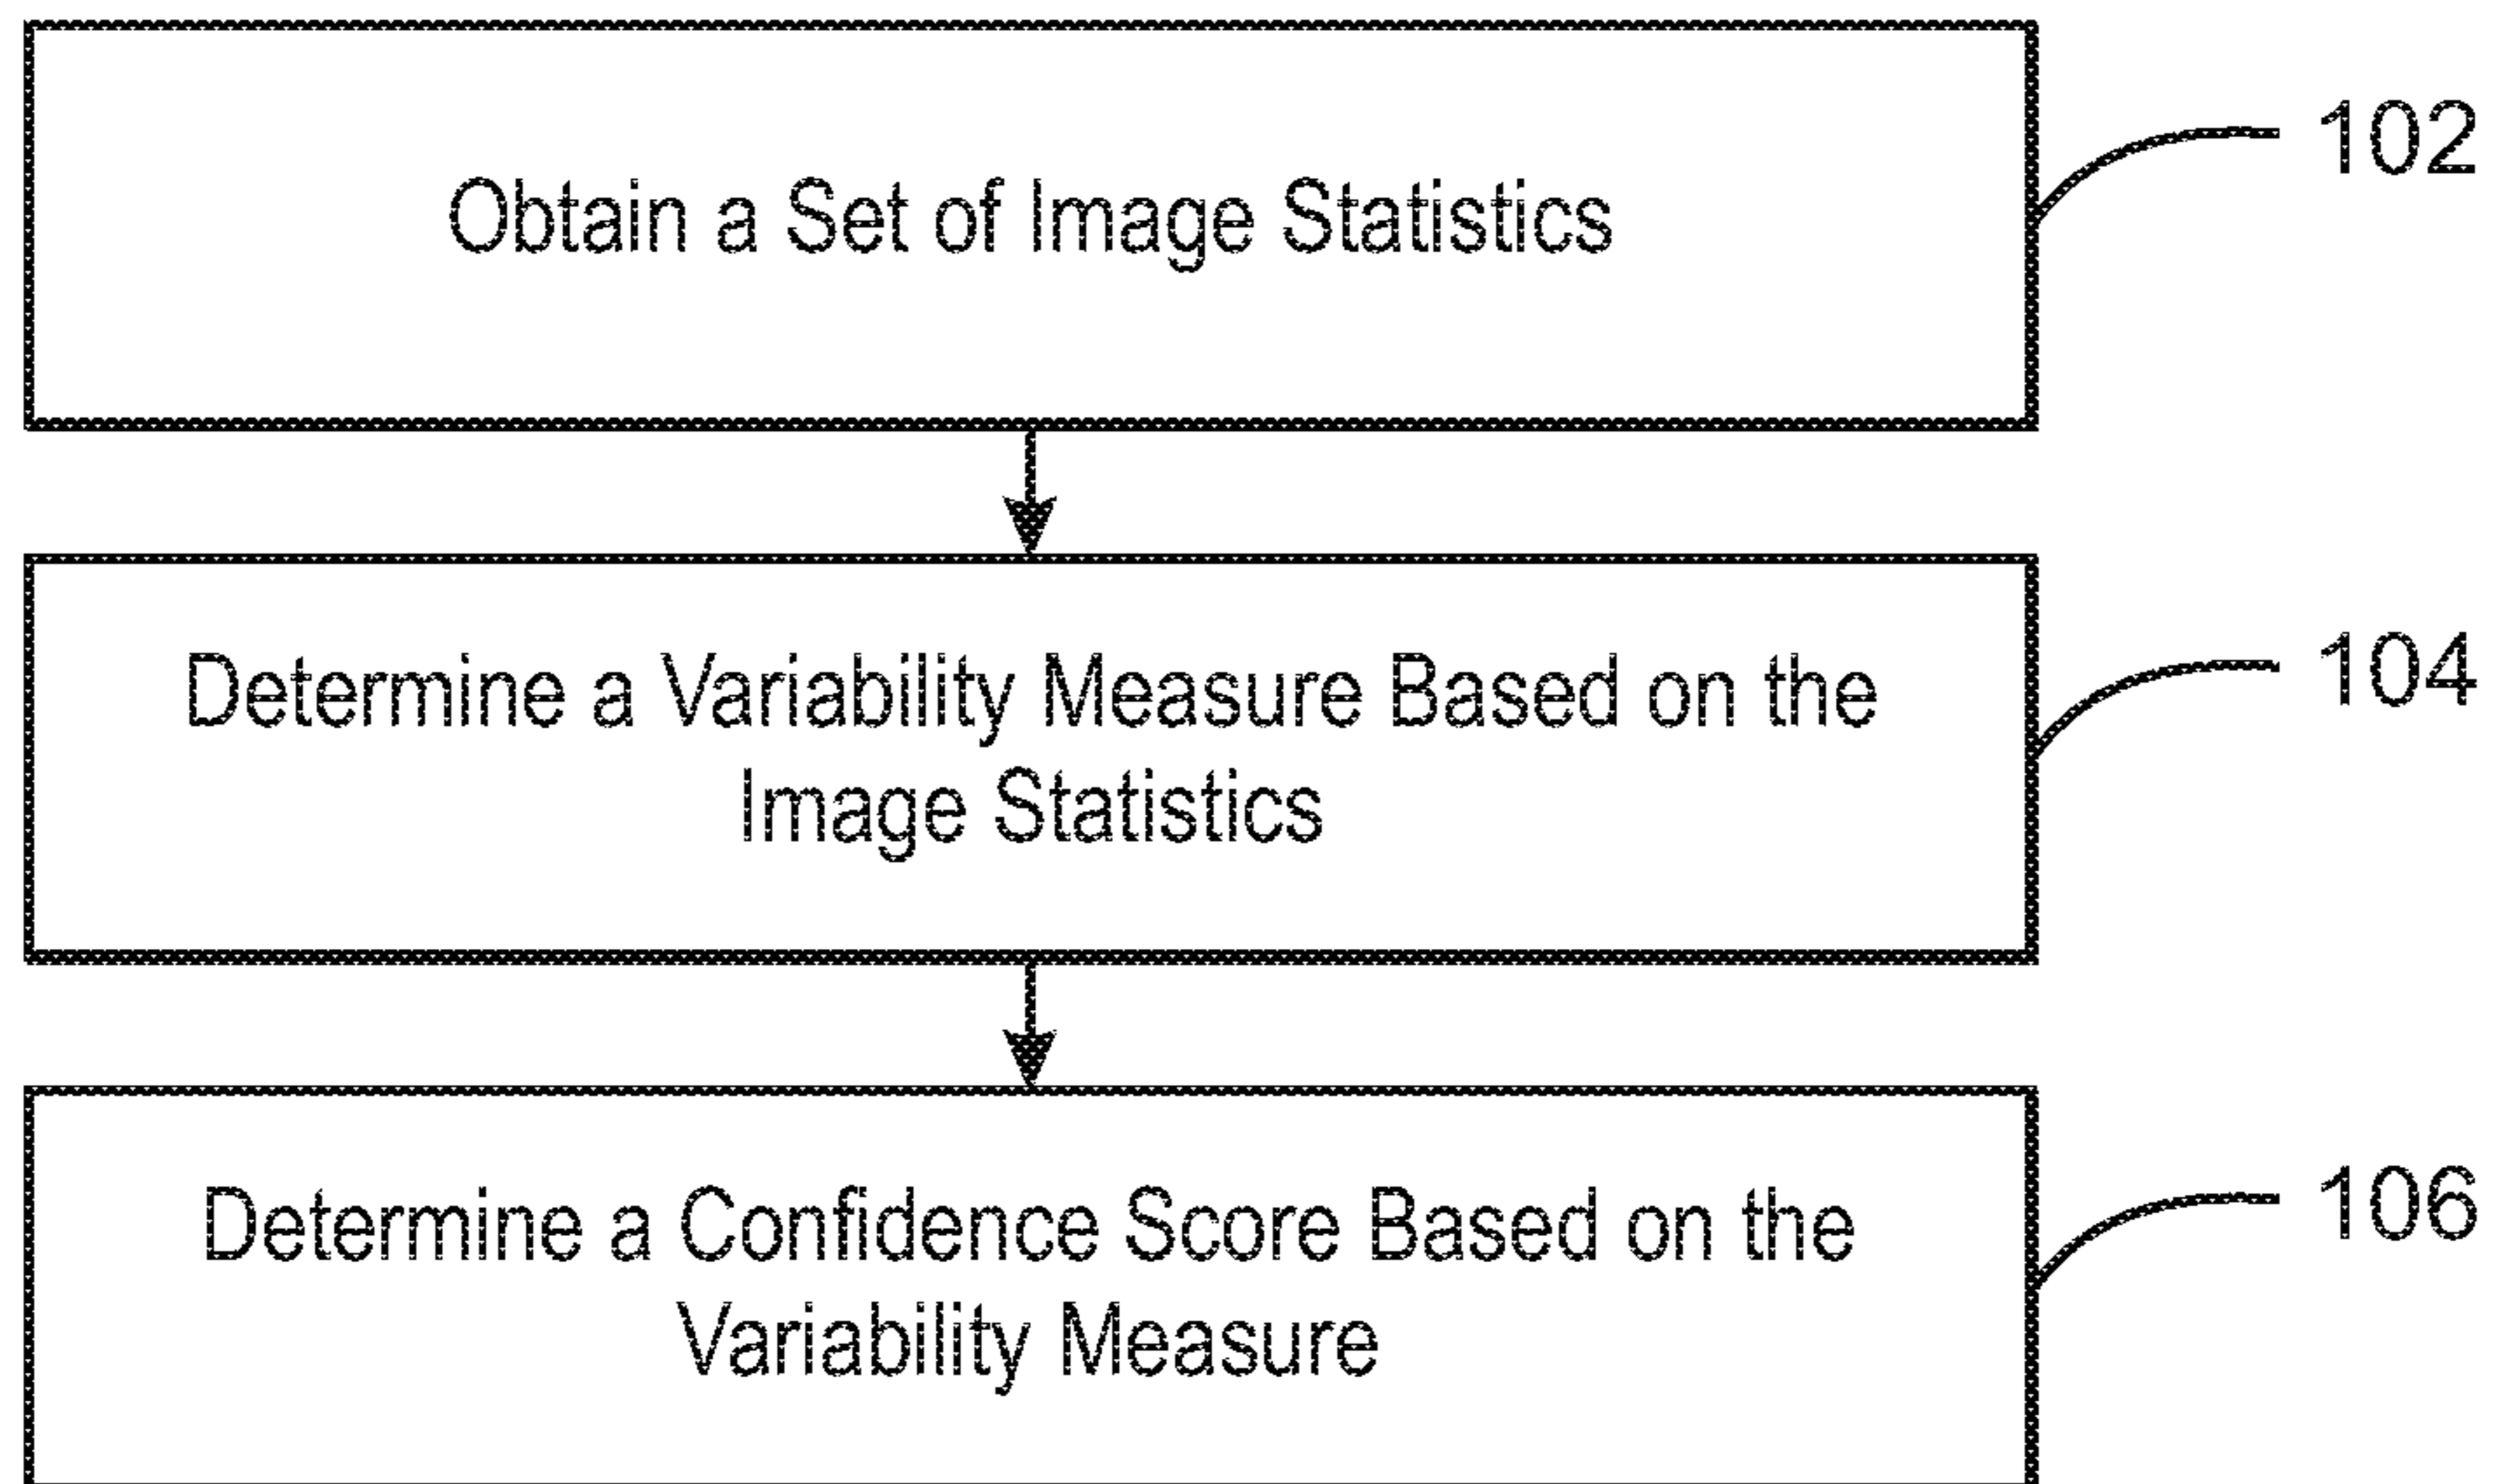 Obtain a Set of Image Statistics
102
Determine a Variability Measure Based on the
Image Statistics
104
Determine a Confidence Score Based on the
Variability Measure
106